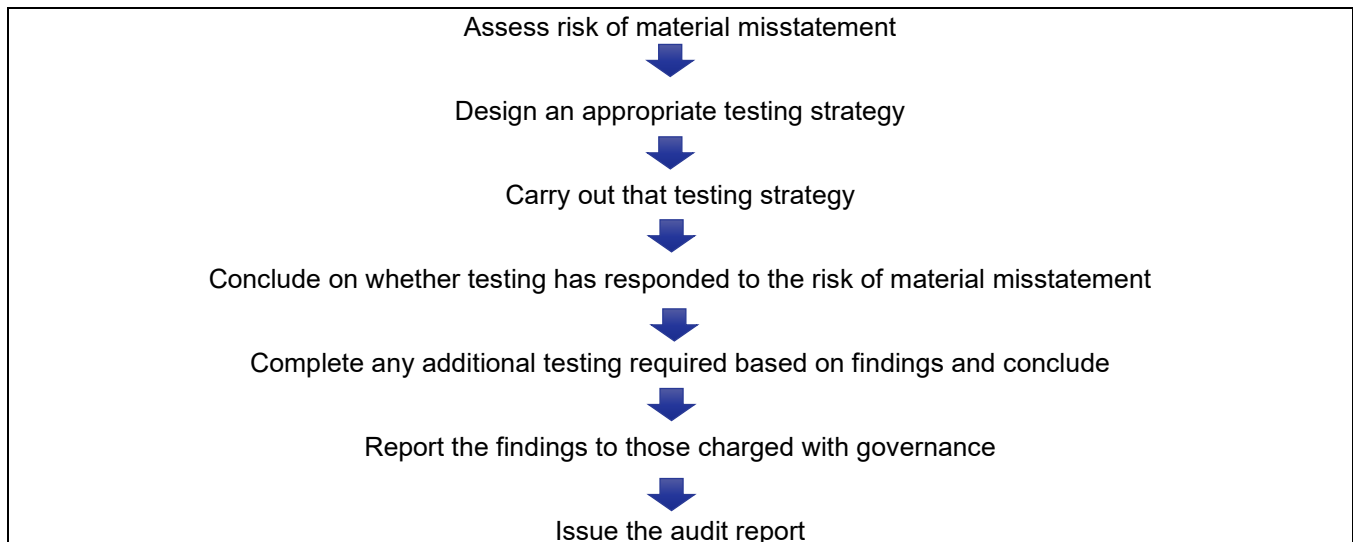 Assess risk of material misstatement
Design an appropriate testing strategy
Carry out that testing strategy
Conclude on whether testing has responded to the risk of material misstatement
Complete any additional testing required based on findings and conclude
Report the findings to those charged with governance
Issue the audit report